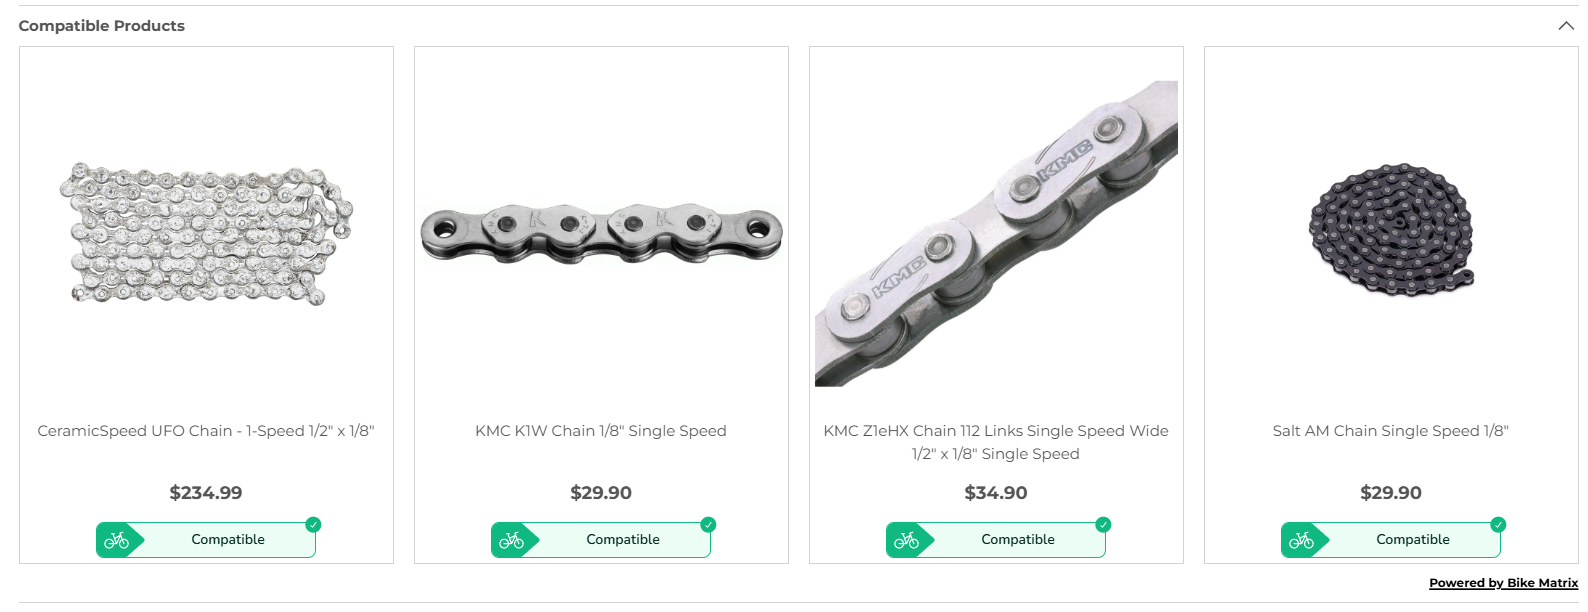 Compatible Products
KMC
KMC
K
K
CeramicSpeed UFO Chain - 1-Speed 1/2" x 1/8"
$234.99
Compatible
KMC K1W Chain 1/8" Single Speed
$29.90
Compatible
KMC Z1eHX Chain 112 Links Single Speed Wide
1/2" x 1/8" Single Speed
$34.90
Compatible
Salt AM Chain Single Speed 1/8"
$29.90
Compatible
Powered by Bike Matrix